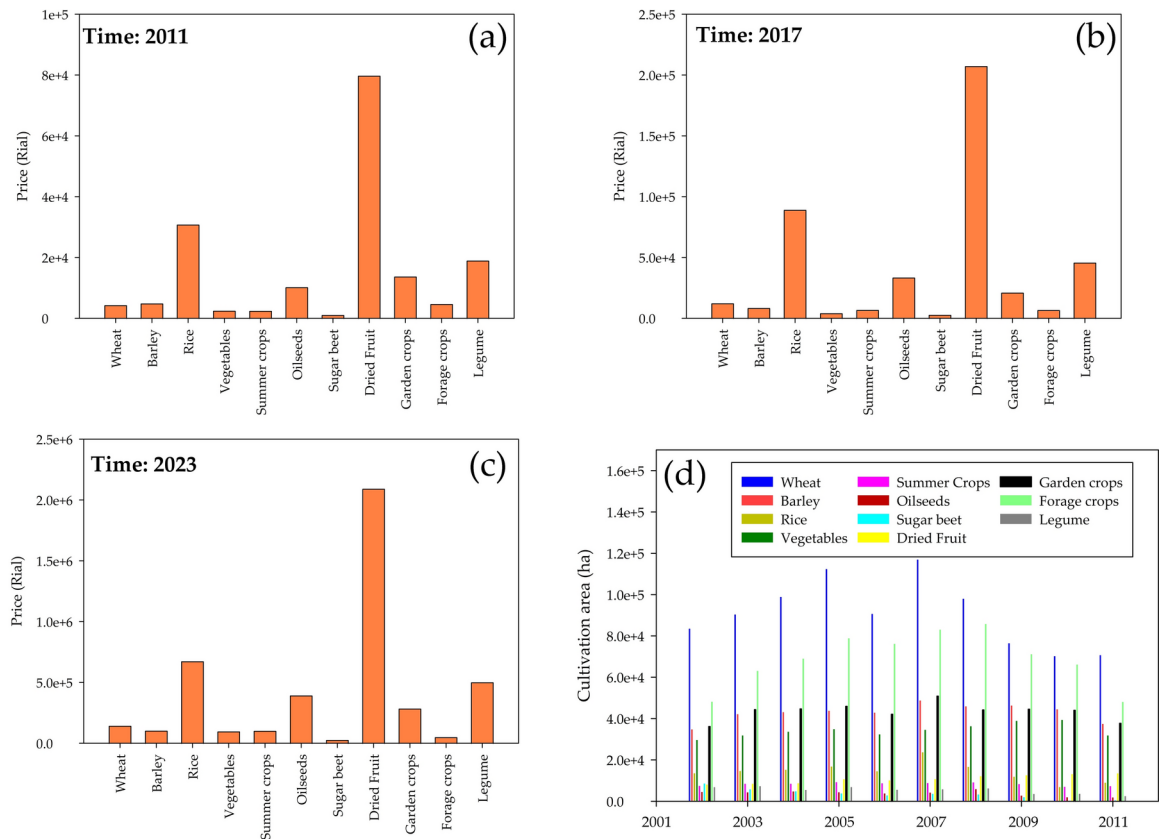 Time: 2011
(a)
Price (Rial)
1e+5
8e+4
6e+4
4e+4
2e+4
0
Wheat
Barley
Rice
Vegetables
Summer crops
Oilseeds
Sugar beet
Dried Fruit
Garden crops
Forage crops
Legume
Time: 2017
(b)
Price (Rial)
2.5e+5
2.0e+5
1.5e+5
1.0e+5
5.0e+4
0.0
Wheat
Barley
Rice
Vegetables
Summer crops
Oilseeds
Sugar beet
Dried Fruit
Garden crops
Forage crops
Legume
Time: 2023
(c)
Price (Rial)
2.5e+6
2.0e+6
1.5e+6
1.0e+6
5.0e+5
0.0
Wheat
Barley
Rice
Vegetables
Summer crops
Oilseeds
Sugar beet
Dried Fruit
Garden crops
Forage crops
Legume
(d)
Cultivation area (ha)
1.6e+5
1.4e+5
1.2e+5
1.0e+5
8.0e+4
6.0e+4
4.0e+4
2.0e+4
0.0
Wheat
Barley
Rice
Vegetables
Summer Crops
Oilseeds
Sugar beet
Dried Fruit
Garden crops
Forage crops
Legume
2001
2003
2005
2007
2009
2011